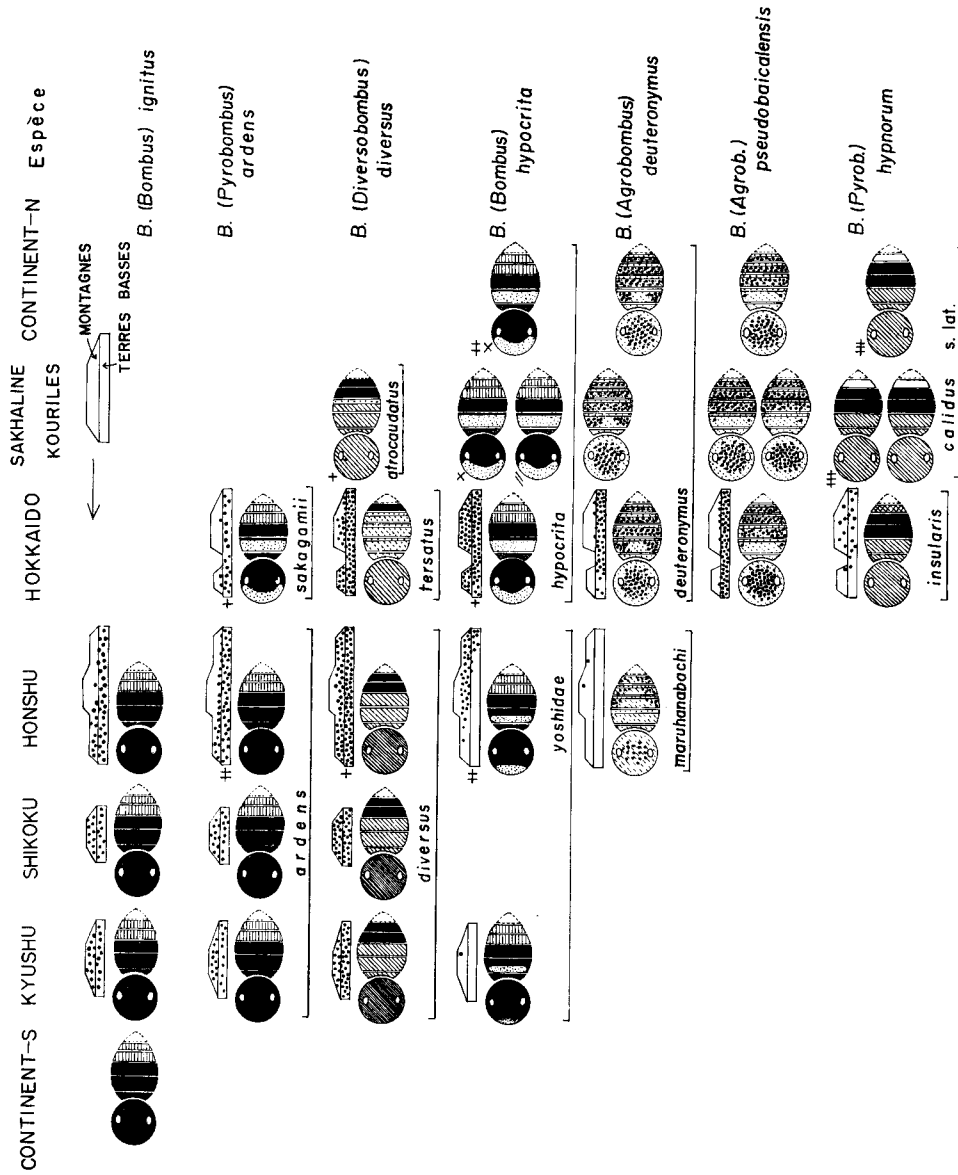 CONTINENT-S KYUSHU SHIKOKU HONSHU HOKKAIDO SAKHALINE CONTINENT-N Espèce
KOURILES
MONTAGNES
TERRES BASSES
B. (Bombus) ignitus
B. (Pyrobombus)
ardens
ardens
sakagamii
B. (Diversobombus)
diversus
diversus
tersatus
atrocaudatus
B. (Bombus)
hypocrita
yoshidae
hypocrita
B. (Agrobombus)
deuteronymus
maruhanabachi
deuteronymus
B. (Agrob.)
pseudobaicalensis
B. (Pyrob.)
hypnorum
insularis
calidus
s. lat.